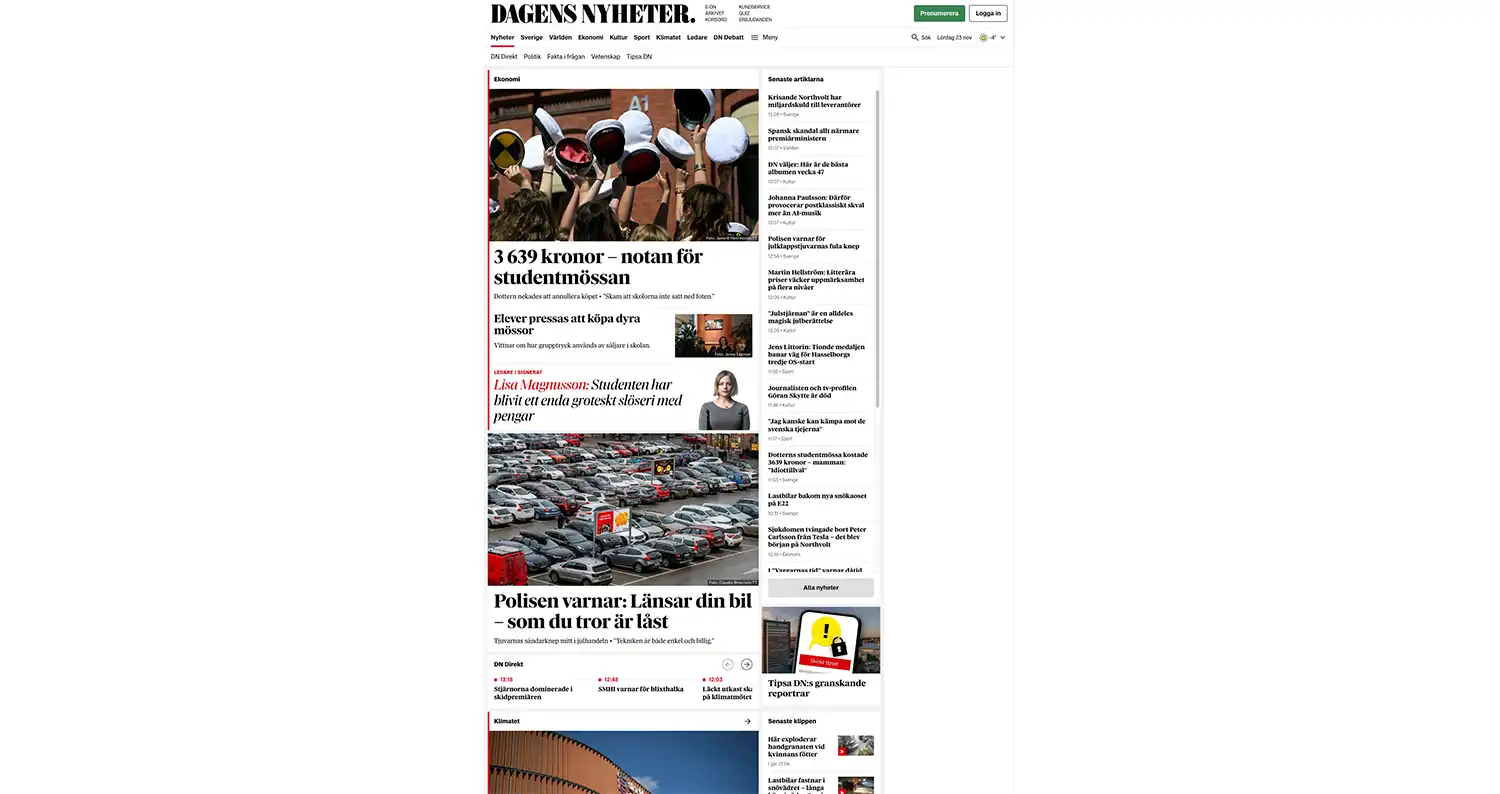 DAGENS NYHETER.
E-DN
ARKIVET
KORSORD
KUNDSERVICE
QUIZ
ERBJUDANDEN
Prenumerera
Logga in
Nyheter Sverige Världen Ekonomi Kultur Sport Klimatet Ledare DN Debatt Meny
Sök Lördag 23 nov -4°
DN Direkt Politik Fakta i frågan Vetenskap Tipsa DN
Ekonomi
A1
3 639 kronor – notan för
studentmössan
Dottern nekades att annullera köpet • "Skam att skolorna inte satt ned foten."
Elever pressas att köpa dyra
mössor
Vittnar om hur grupptryck används av säljare i skolan.
LEDARE | SIGNERAT
Lisa Magnusson: Studenten har
blivit ett enda groteskt slöseri med
pengar
Polisen varnar: Länsar din bil
– som du tror är låst
Tjuvarnas sändarknep mitt i julhandeln • "Tekniken är både enkel och billig."
DN Direkt
13:18
Stjärnorna dominerade i
skidpremiären
12:48
SMHI varnar för blixthalka
12:03
Läckt utkast ska
på klimatmötet
Klimatet
Senaste artiklarna
Krisande Northvolt har
miljardskuld till leverantörer
13:28 • Sverige
Spansk skandal allt närmare
premiärministern
13:07 • Världen
DN väljer: Här är de bästa
albumen vecka 47
13:07 • Kultur
Johanna Paulsson: Därför
provocerar postklassiskt skval
mer än AI-musik
13:07 • Kultur
Polisen varnar för
julklappstjuvarnas fula knep
12:54 • Sverige
Martin Hellström: Litterära
priser väcker uppmärksamhet
på flera nivåer
12:05 • Kultur
"Julstjärnan" är en alldeles
magisk julberättelse
12:05 • Kultur
Jens Littorin: Tionde medaljen
banar väg för Hasselborgs
tredje OS-start
11:55 • Sport
Journalisten och tv-profilen
Göran Skytte är död
11:48 • Kultur
"Jag kanske kan kämpa mot de
svenska tjejerna"
11:17 • Sport
Dotterns studentmössa kostade
3639 kronor – mamman:
"Idiottillval"
11:03 • Sverige
Lastbilar bakom nya snökaoset
på E22
10:31 • Sverige
Sjukdomen tvingade bort Peter
Carlsson från Tesla – det blev
början på Northvolt
12:18 • Ekonomi
I "Vargarnas tid" varnar dåtid
Alla nyheter
Skicka tipset
Tipsa DN:s granskande
reportrar
Senaste klippen
Här exploderar
handgranaten vid
kvinnans fötter
I går 21:06
Lastbilar fastnar i
snövädret – långa